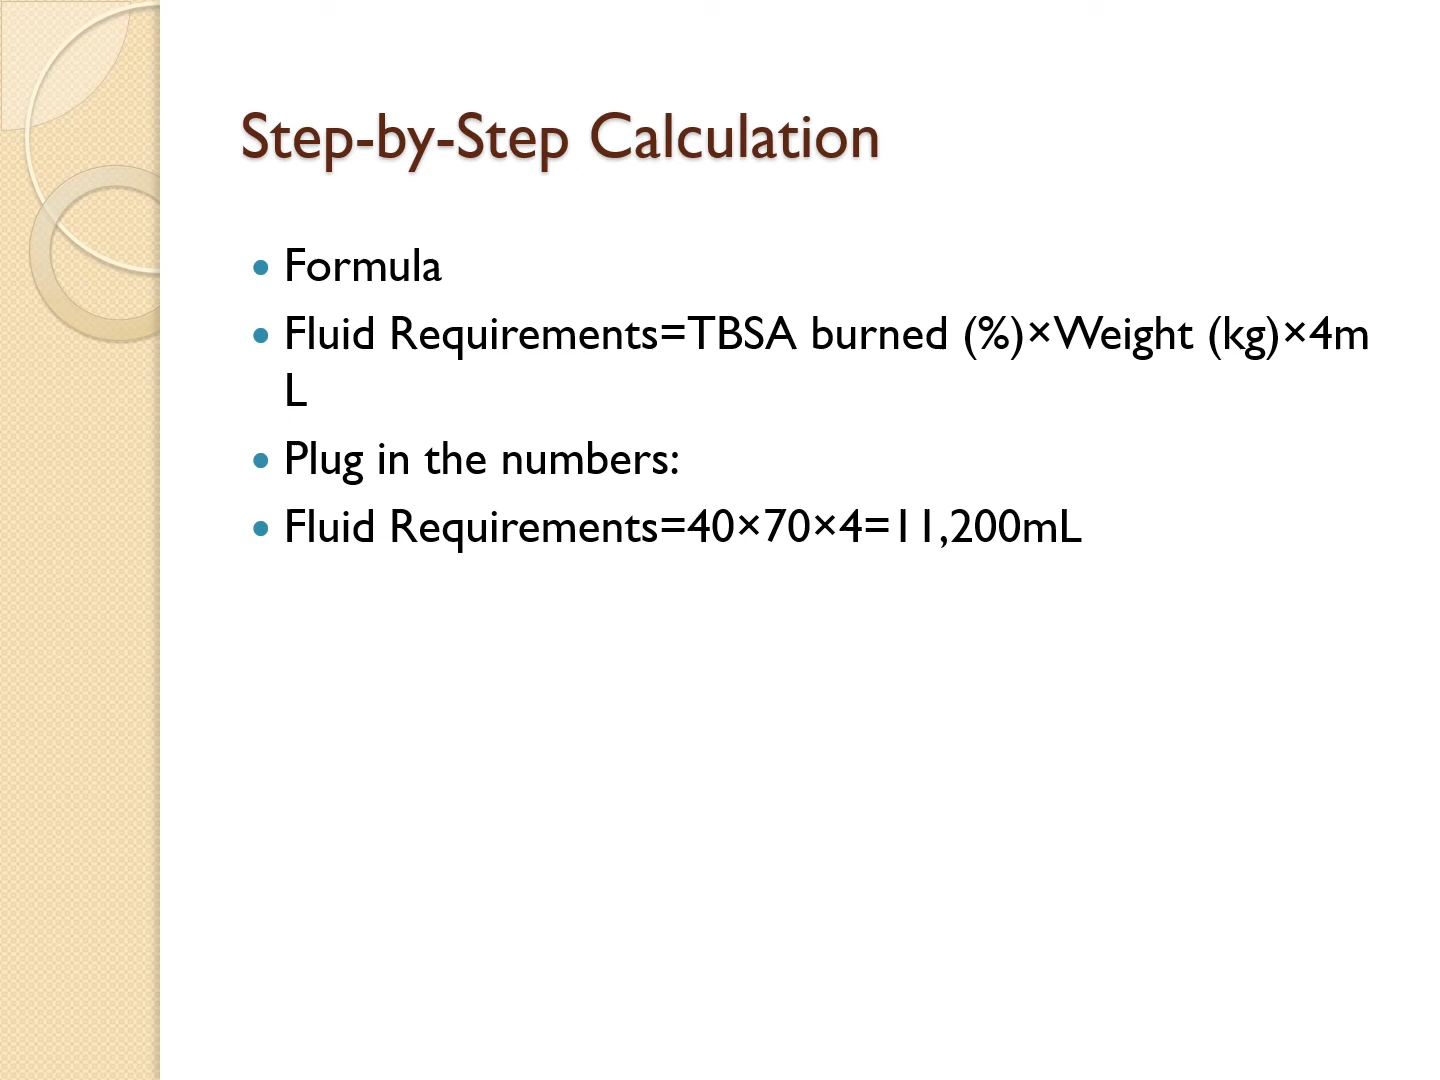 Step-by-Step Calculation
• Formula
• Fluid Requirements=TBSA burned (%)×Weight (kg)×4m
L
• Plug in the numbers:
• Fluid Requirements=40×70×4=11,200mL